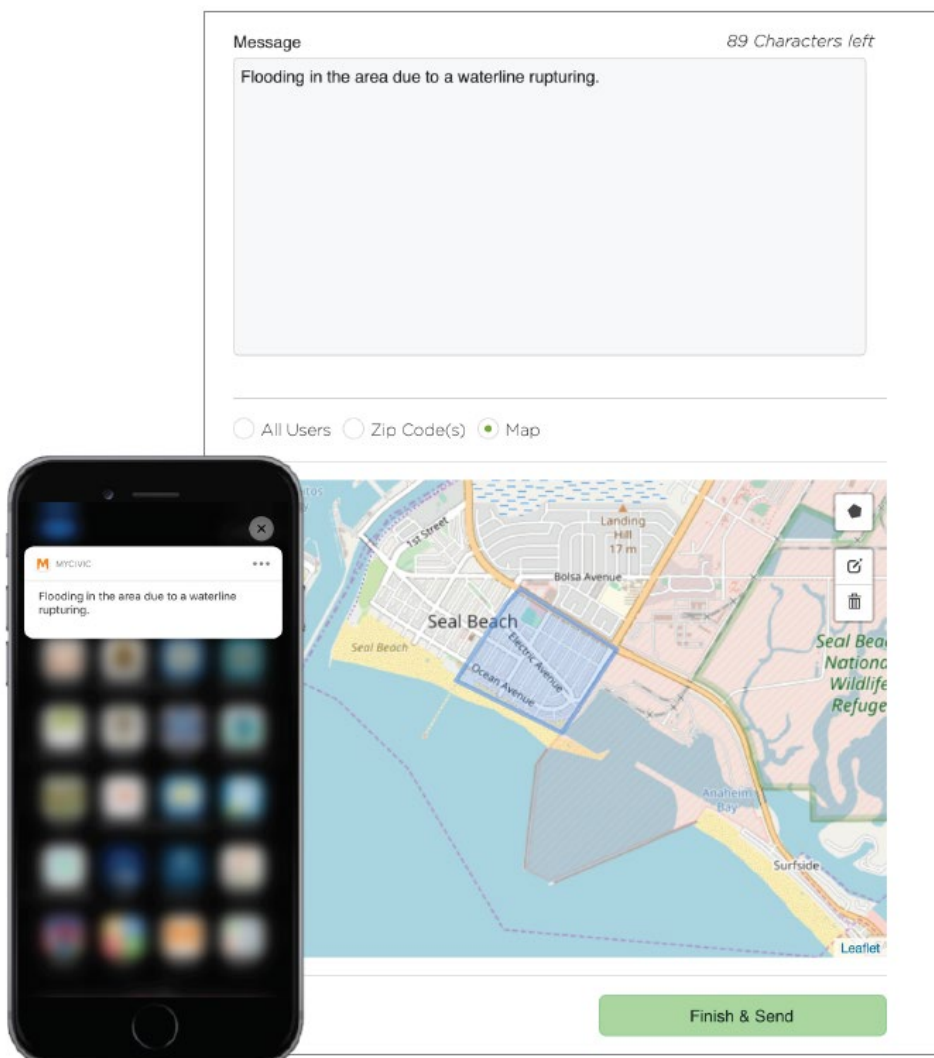 Message
89 Characters left
Flooding in the area due to a waterline rupturing.
All Users
Zip Code(s)
Map
MYCIVIC
Flooding in the area due to a waterline
rupturing.
1st Street
Landing
Hill
17 m
Bolsa Avenue
Seal Beach
Electric Avenue
Ocean Avenue
Seal Beach
Seal Beac
Nationa
Wildlife
Refuge
Anaheim
Bay
Surfside
Leaflet
Finish & Send